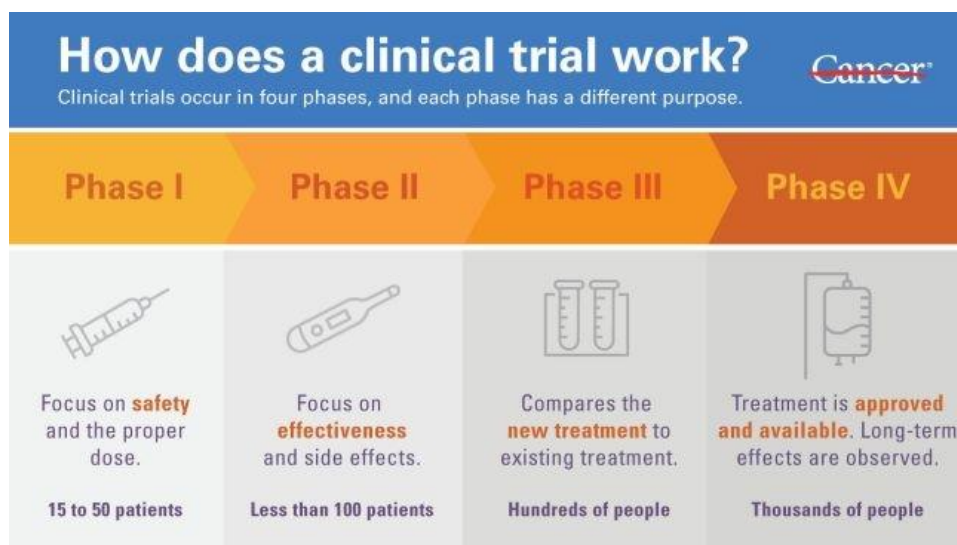 How does a clinical trial work?
Cancer®
Clinical trials occur in four phases, and each phase has a different purpose.
Phase I
Phase II
Phase III
Phase IV
Focus on safety
and the proper
dose.
15 to 50 patients
Focus on
effectiveness
and side effects.
Less than 100 patients
Compares the
new treatment to
existing treatment.
Hundreds of people
Treatment is approved
and available. Long-term
effects are observed.
Thousands of people